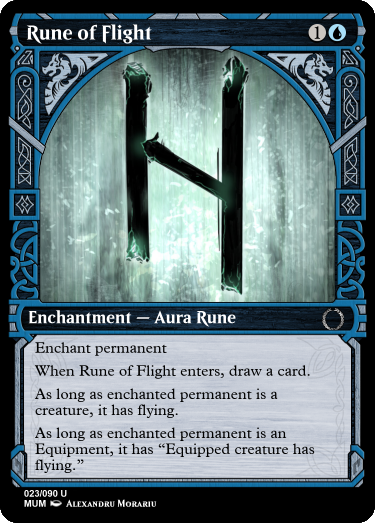 Rune of Flight 1
Enchantment — Aura Rune
Enchant permanent
When Rune of Flight enters, draw a card.
As long as enchanted permanent is a
creature, it has flying.
As long as enchanted permanent is an
Equipment, it has “Equipped creature has
flying.”
023/090 U
MUM Alexandru Morariu